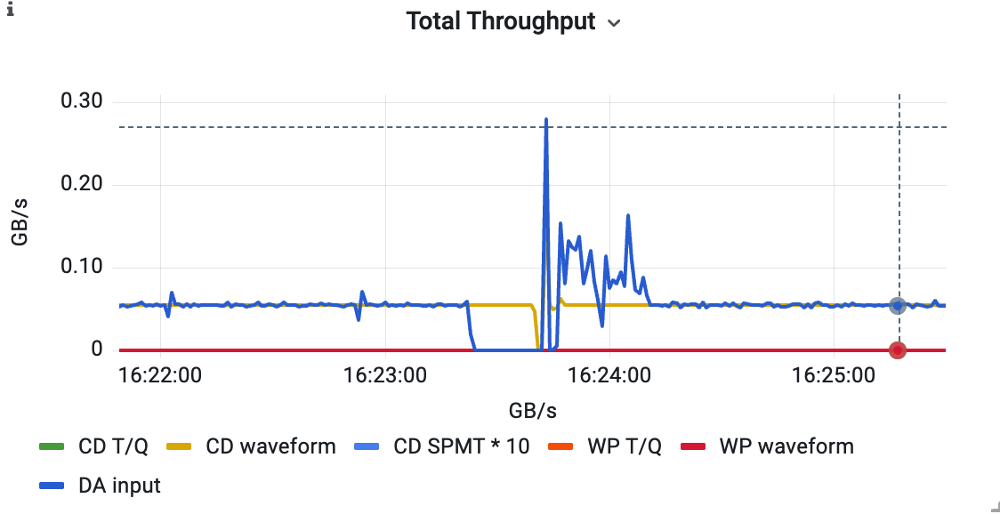 i
Total Throughput
0.30
0.20
0.10
0
GB/s
16:22:00 16:23:00 16:24:00 16:25:00
GB/s
CD T/Q CD waveform CD SPMT * 10 WP T/Q WP waveform
DA input